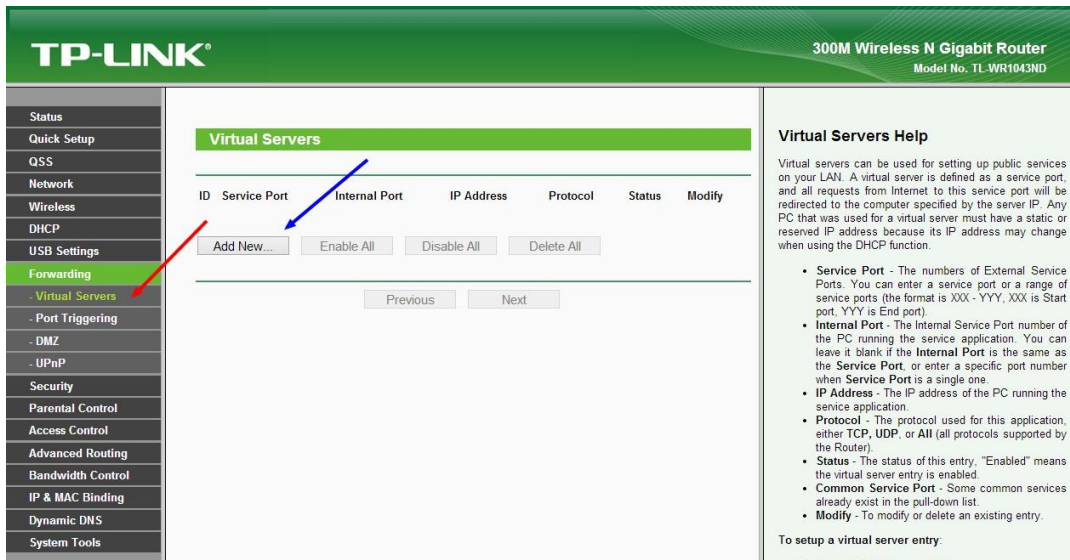 TP-LINK®
300M Wireless N Gigabit Router
Model No. TL-WR1043ND
Status
Quick Setup
QSS
Network
Wireless
DHCP
USB Settings
Forwarding
- Virtual Servers
- Port Triggering
- DMZ
- UPnP
Security
Parental Control
Access Control
Advanced Routing
Bandwidth Control
IP & MAC Binding
Dynamic DNS
System Tools
Virtual Servers
ID Service Port Internal Port IP Address Protocol Status Modify
Add New... Enable All Disable All Delete All
Previous Next
Virtual Servers Help
Virtual servers can be used for setting up public services
on your LAN. A virtual server is defined as a service port,
and all requests from Internet to this service port will be
redirected to the computer specified by the server IP. Any
PC that was used for a virtual server must have a static or
reserved IP address because its IP address may change
when using the DHCP function.
• Service Port - The numbers of External Service
Ports. You can enter a service port or a range of
service ports (the format is XXX - YYY, XXX is Start
port, YYY is End port).
• Internal Port - The Internal Service Port number of
the PC running the service application. You can
leave it blank if the Internal Port is the same as
the Service Port, or enter a specific port number
when Service Port is a single one.
• IP Address - The IP address of the PC running the
service application.
• Protocol - The protocol used for this application,
either TCP, UDP, or All (all protocols supported by
the Router).
• Status - The status of this entry, "Enabled" means
the virtual server entry is enabled.
• Common Service Port - Some common services
already exist in the pull-down list.
• Modify - To modify or delete an existing entry.
To setup a virtual server entry: